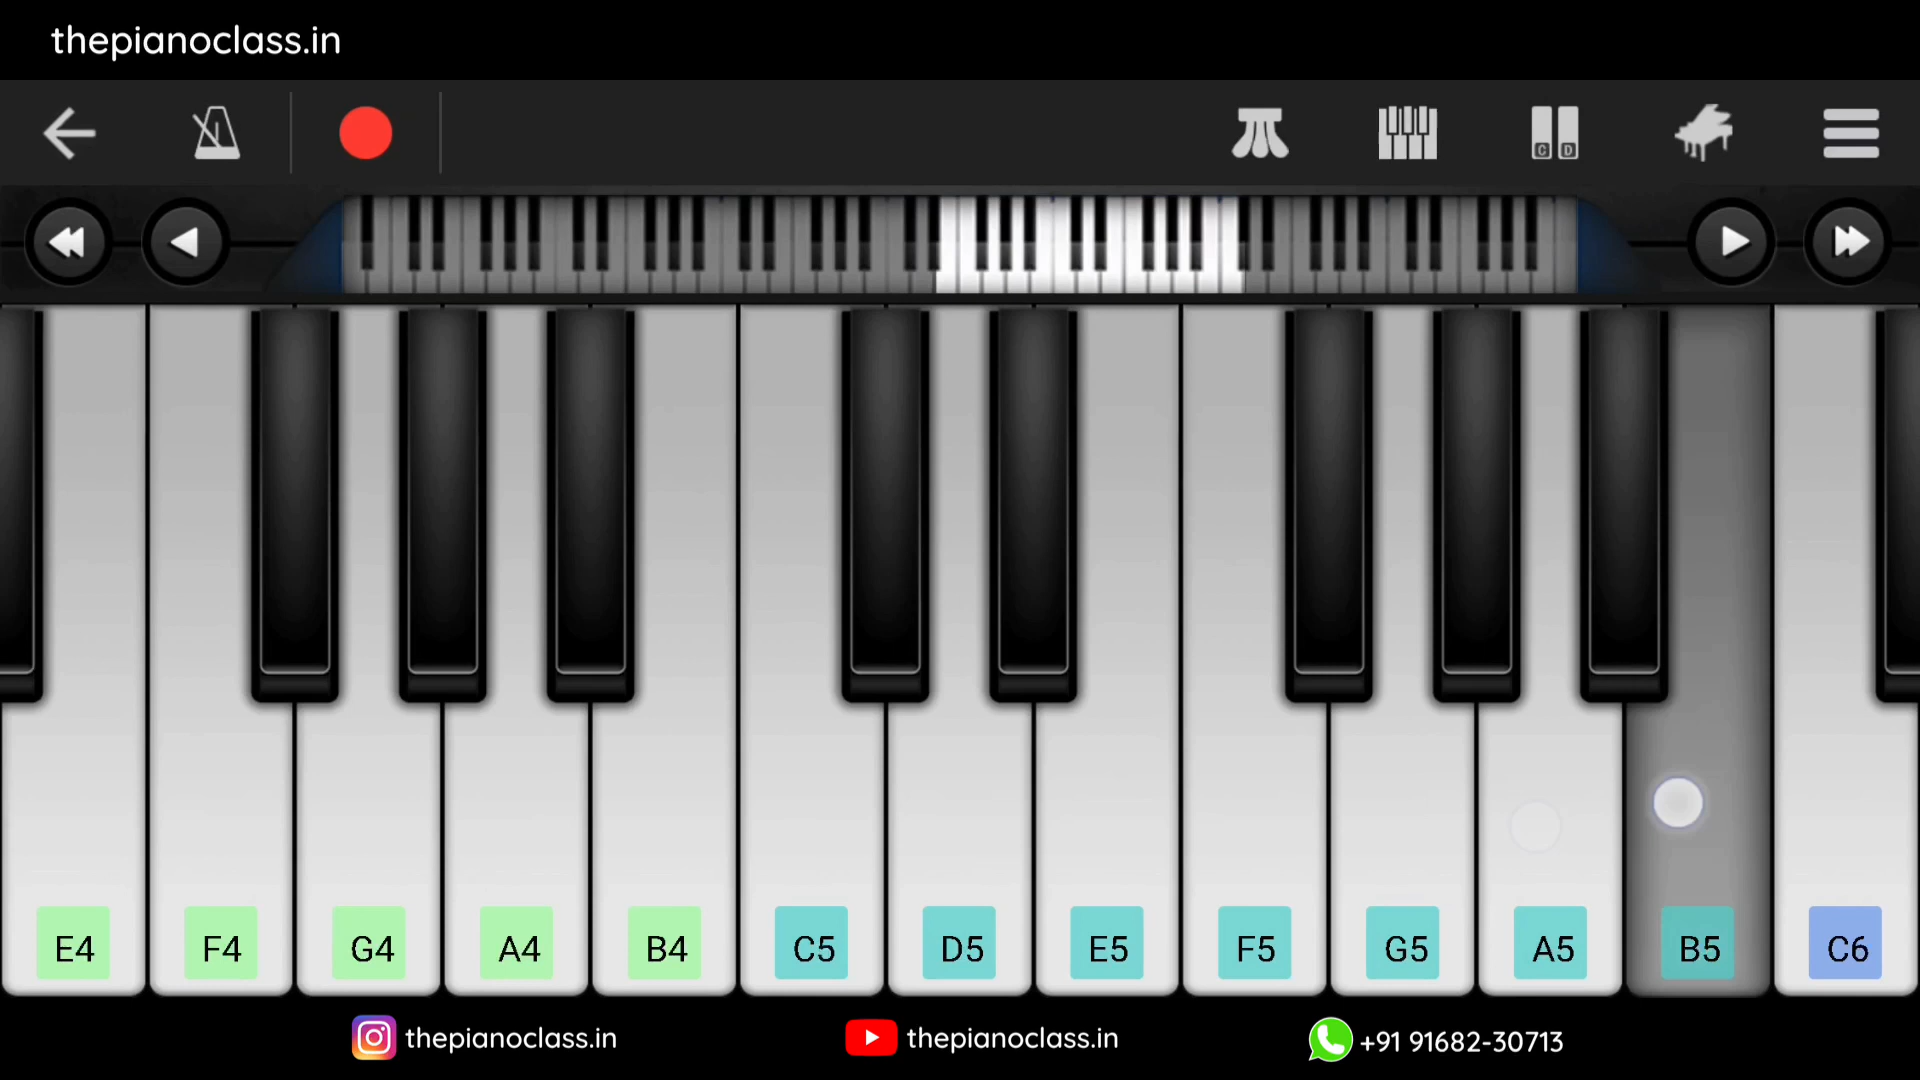 thepianoclass.in
C D
E4 F4 G4 A4 B4 C5 D5 E5 F5 G5 A5 B5 C6
thepianoclass.in thepianoclass.in +91 91682-30713